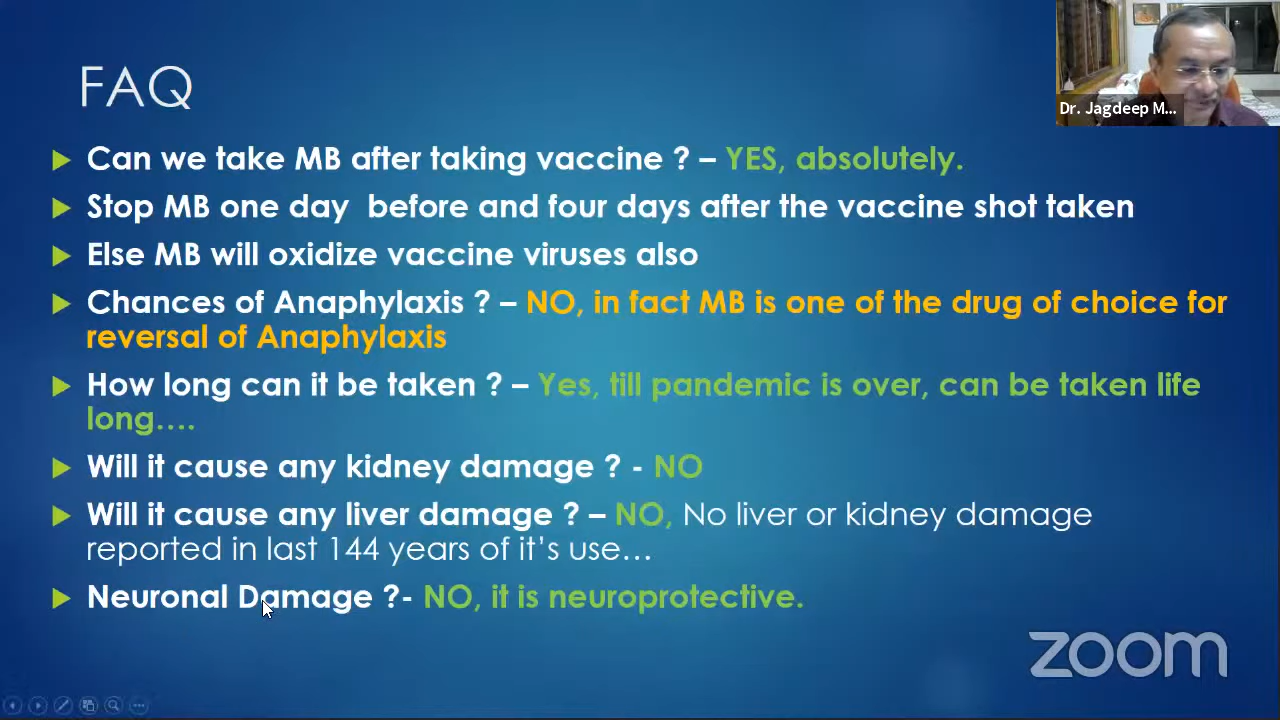 FAQ
Dr. Jagdeep M...
Can we take MB after taking vaccine ? – YES, absolutely.
Stop MB one day  before and four days after the vaccine shot taken
Else MB will oxidize vaccine viruses also
Chances of Anaphylaxis ? – NO, in fact MB is one of the drug of choice for
reversal of Anaphylaxis
How long can it be taken ? – Yes, till pandemic is over, can be taken life
long....
Will it cause any kidney damage ? - NO
Will it cause any liver damage ? – NO, No liver or kidney damage
reported in last 144 years of it’s use…
Neuronal Damage ?- NO, it is neuroprotective.
zoom